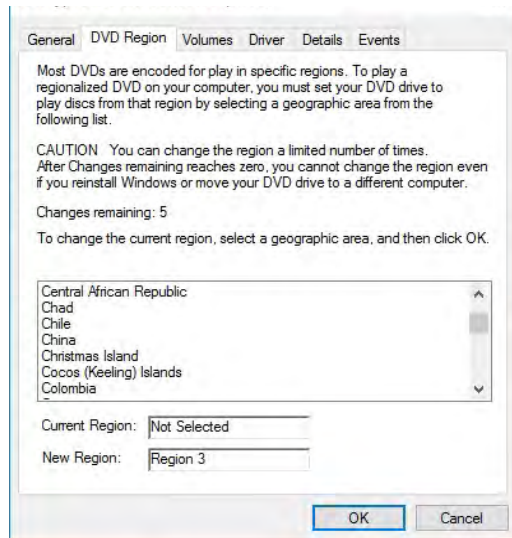 General DVD Region Volumes Driver Details Events
Most DVDs are encoded for play in specific regions. To play a
regionalized DVD on your computer, you must set your DVD drive to
play discs from that region by selecting a geographic area from the
following list.
CAUTION You can change the region a limited number of times.
After Changes remaining reaches zero, you cannot change the region even
if you reinstall Windows or move your DVD drive to a different computer.
Changes remaining: 5
To change the current region, select a geographic area, and then click OK.
Central African Republic
Chad
Chile
China
Christmas Island
Cocos (Keeling) Islands
Colombia
Current Region: Not Selected
New Region: Region 3
OK Cancel